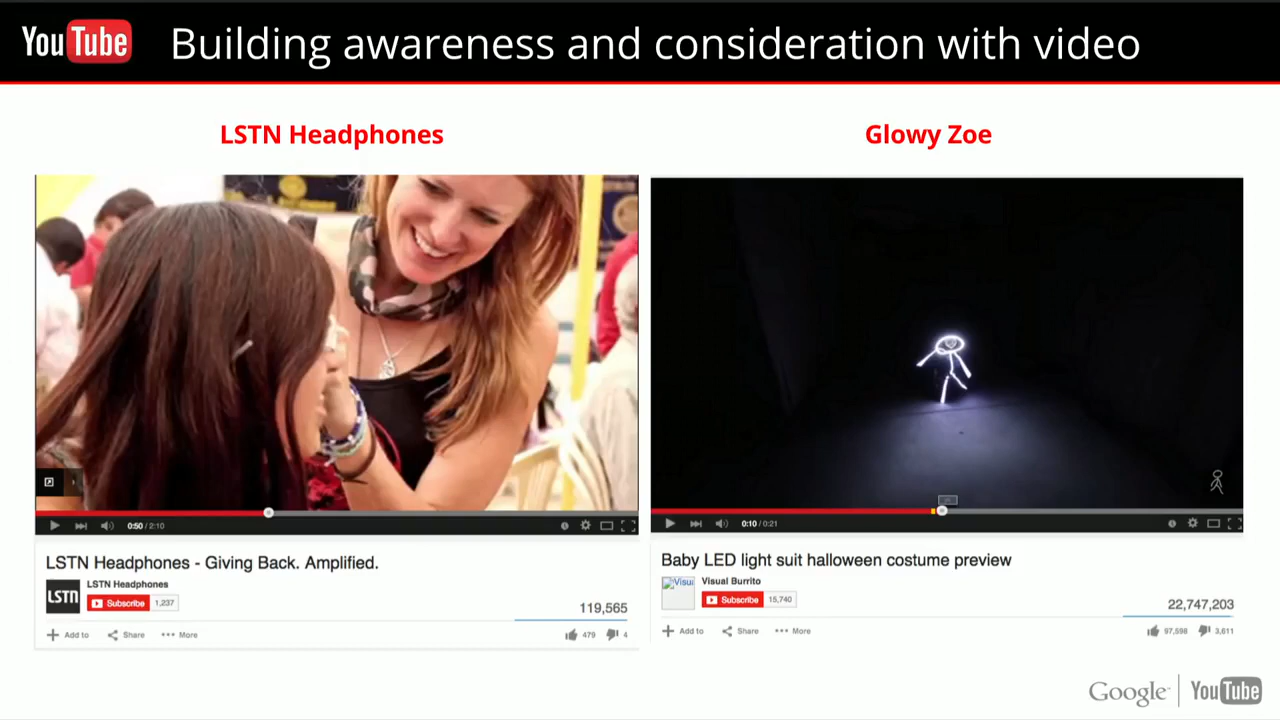 YouTube
Building awareness and consideration with video
LSTN Headphones
Glowy Zoe
0:50 / 2:10
0:10 / 0:21
LSTN Headphones - Giving Back. Amplified.
LSTN
LSTN Headphones
Subscribe 1,237
119,565
Add to Share More
479 4
Baby LED light suit halloween costume preview
Visu
Visual Burrito
Subscribe 15,740
22,747,203
Add to Share More
97,598 3,611
Google YouTube